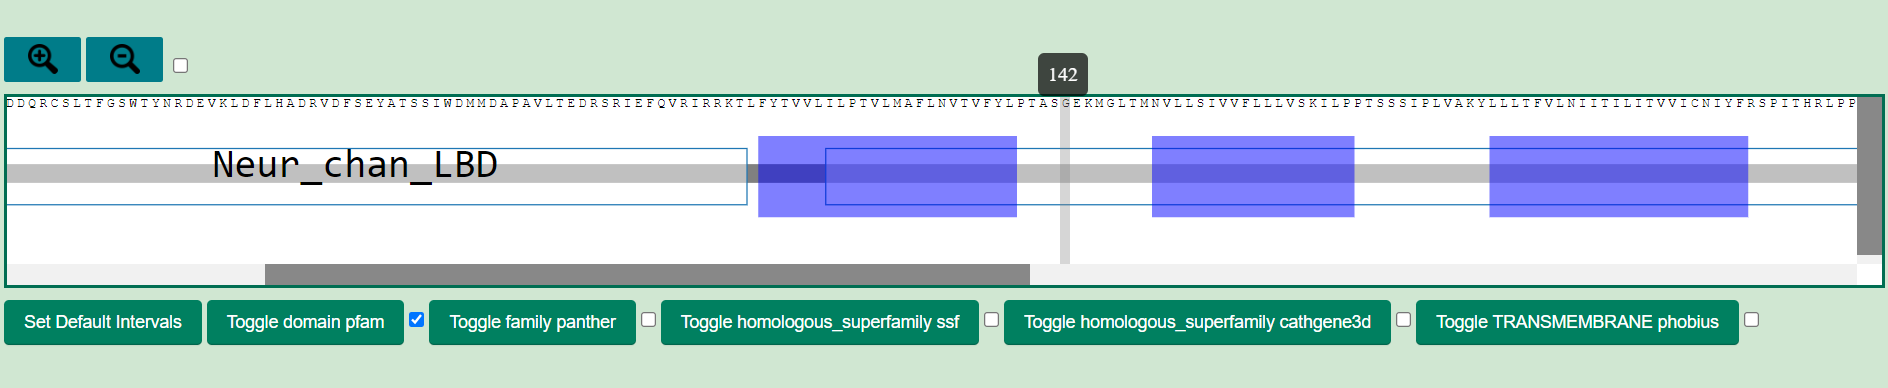 142
DDQRCSLTFGSWTYNRDEVKLDFLHADRVDFSEYATSSIWDMMDAPAVLTEDRSRIEFQVRIRRKTLFYTVVLILPTVLMAFLNVTVFYLPTASGEKMGLTMNVLLSIVVFLLLVSKILPPTSSSIPLVAKYLLLTFVLNIITILITVVICNIYFRSPITHRLPP
Neur_chan_LBD
Set Default Intervals Toggle domain pfam Toggle family panther Toggle homologous_superfamily ssf Toggle homologous_superfamily cathgene3d Toggle TRANSMEMBRANE phobius